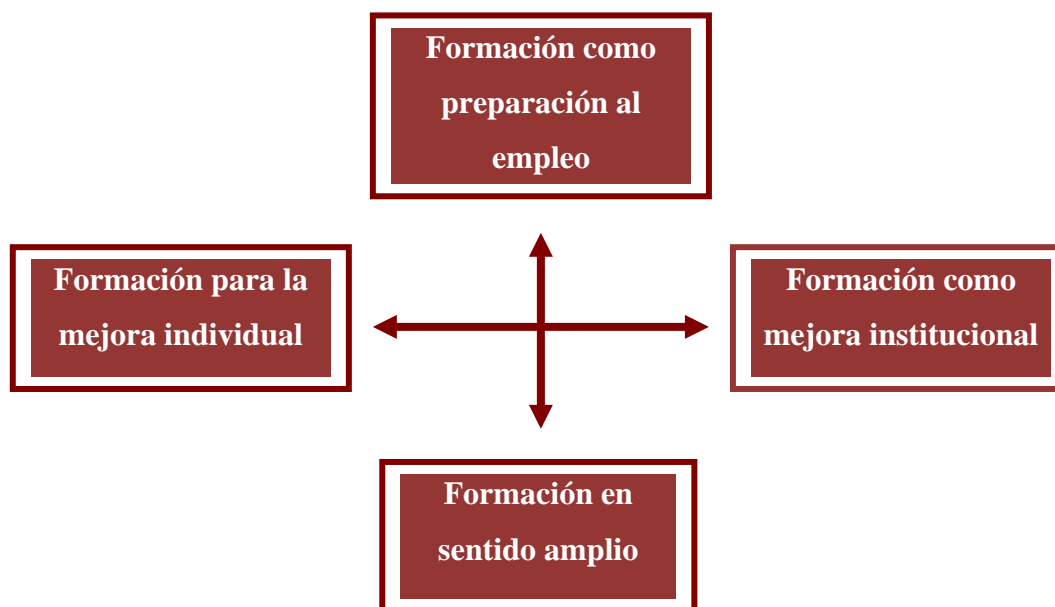 Formación como
preparación al
empleo
Formación para la
mejora individual
Formación como
mejora institucional
Formación en
sentido amplio